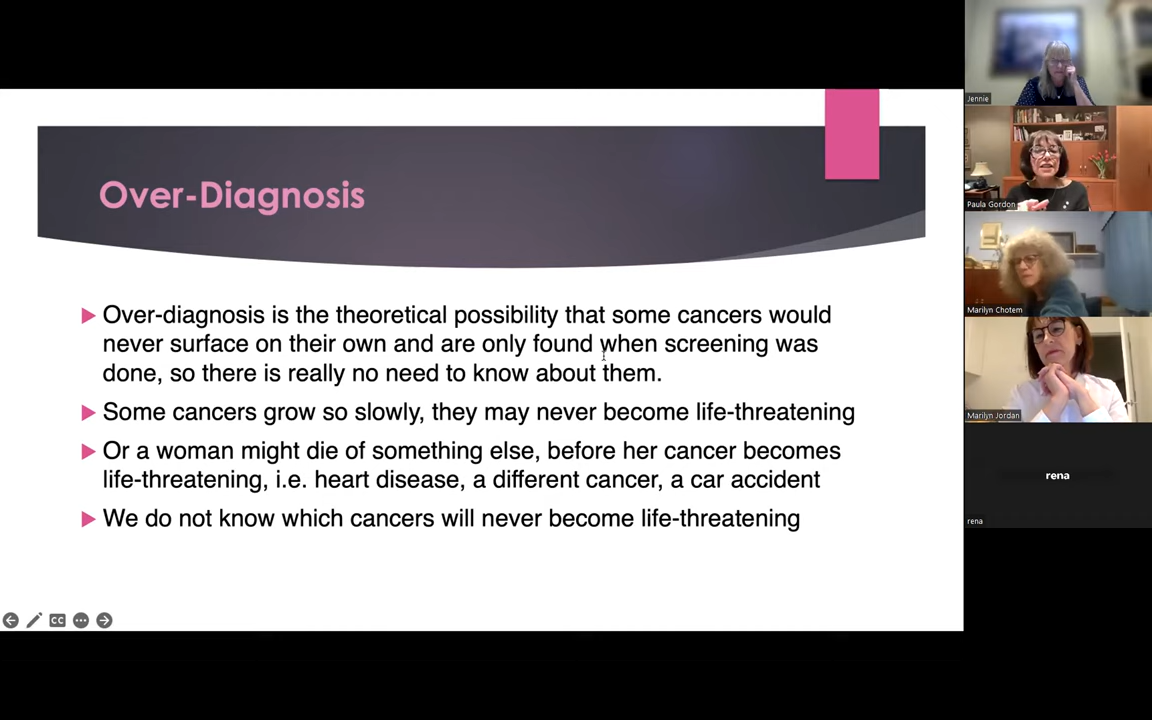 Over-Diagnosis
Over-diagnosis is the theoretical possibility that some cancers would
never surface on their own and are only found when screening was
done, so there is really no need to know about them.
Some cancers grow so slowly, they may never become life-threatening
Or a woman might die of something else, before her cancer becomes
life-threatening, i.e. heart disease, a different cancer, a car accident
We do not know which cancers will never become life-threatening
CC
Jennie
Paula Gordon
Marilyn Chotem
Marilyn Jordan
rena
rena